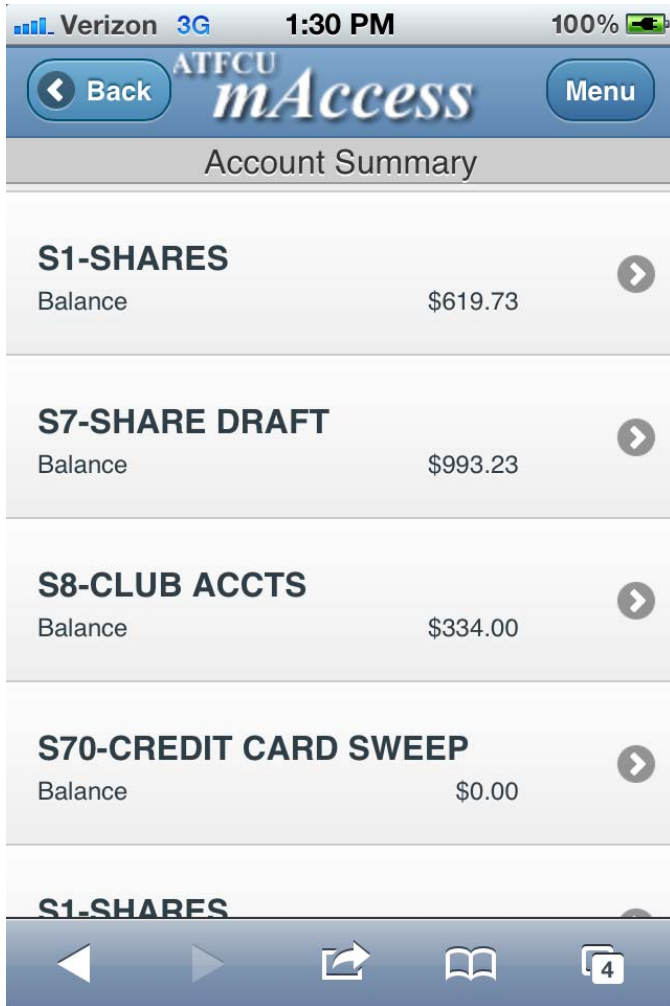 Verizon 3G 1:30 PM 100%
Back ATFCU mAccess Menu
Account Summary
S1-SHARES
Balance $619.73
S7-SHARE DRAFT
Balance $993.23
S8-CLUB ACCTS
Balance $334.00
S70-CREDIT CARD SWEEP
Balance $0.00
S1-SHARES
4